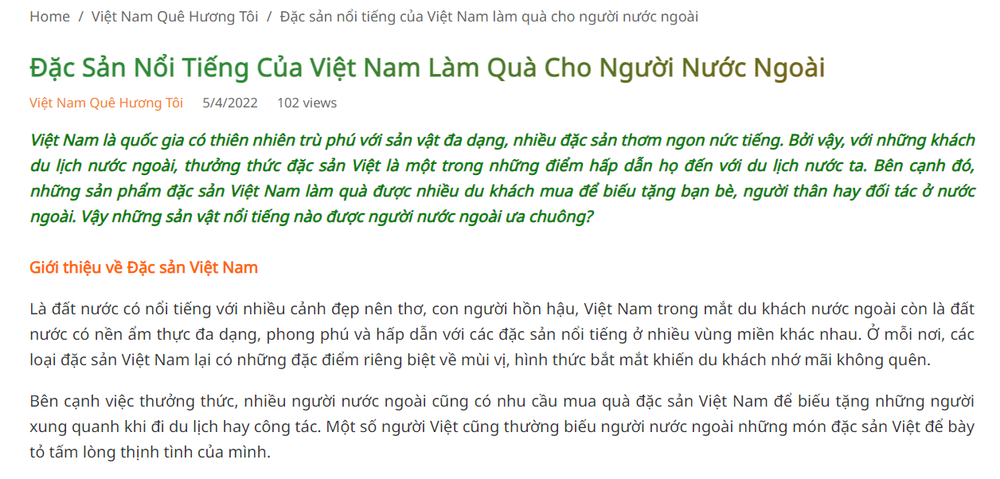 Home / Việt Nam Quê Hương Tôi / Đặc sản nổi tiếng của Việt Nam làm quà cho người nước ngoài
Đặc Sản Nổi Tiếng Của Việt Nam Làm Quà Cho Người Nước Ngoài
Việt Nam Quê Hương Tôi 5/4/2022 102 views
Việt Nam là quốc gia có thiên nhiên trù phú với sản vật đa dạng, nhiều đặc sản thơm ngon nức tiếng. Bởi vậy, với những khách
du lịch nước ngoài, thưởng thức đặc sản Việt là một trong những điểm hấp dẫn họ đến với du lịch nước ta. Bên cạnh đó,
những sản phẩm đặc sản Việt Nam làm quà được nhiều du khách mua để biếu tặng bạn bè, người thân hay đối tác ở nước
ngoài. Vậy những sản vật nổi tiếng nào được người nước ngoài ưa chuông?
Giới thiệu về Đặc sản Việt Nam
Là đất nước có nổi tiếng với nhiều cảnh đẹp nên thơ, con người hồn hậu, Việt Nam trong mắt du khách nước ngoài còn là đất
nước có nền ẩm thực đa dạng, phong phú và hấp dẫn với các đặc sản nổi tiếng ở nhiều vùng miền khác nhau. Ở mỗi nơi, các
loại đặc sản Việt Nam lại có những đặc điểm riêng biệt về mùi vị, hình thức bắt mắt khiến du khách nhớ mãi không quên.
Bên cạnh việc thưởng thức, nhiều người nước ngoài cũng có nhu cầu mua quà đặc sản Việt Nam để biếu tặng những người
xung quanh khi đi du lịch hay công tác. Một số người Việt cũng thường biếu người nước ngoài những món đặc sản Việt để bày
tỏ tấm lòng thịnh tình của mình.